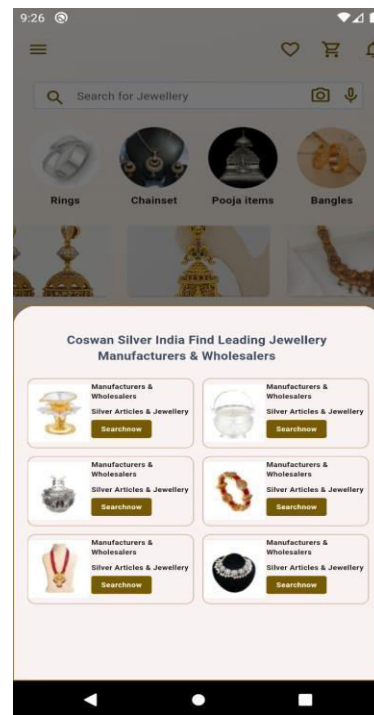 9:26
Search for Jewellery
Rings Chainset Pooja items Bangles
Coswan Silver India Find Leading Jewellery
Manufacturers & Wholesalers
Manufacturers &
Wholesalers
Silver Articles & Jewellery
Searchnow
Manufacturers &
Wholesalers
Silver Articles & Jewellery
Searchnow
Manufacturers &
Wholesalers
Silver Articles & Jewellery
Searchnow
Manufacturers &
Wholesalers
Silver Articles & Jewellery
Searchnow
Manufacturers &
Wholesalers
Silver Articles & Jewellery
Searchnow
Manufacturers &
Wholesalers
Silver Articles & Jewellery
Searchnow